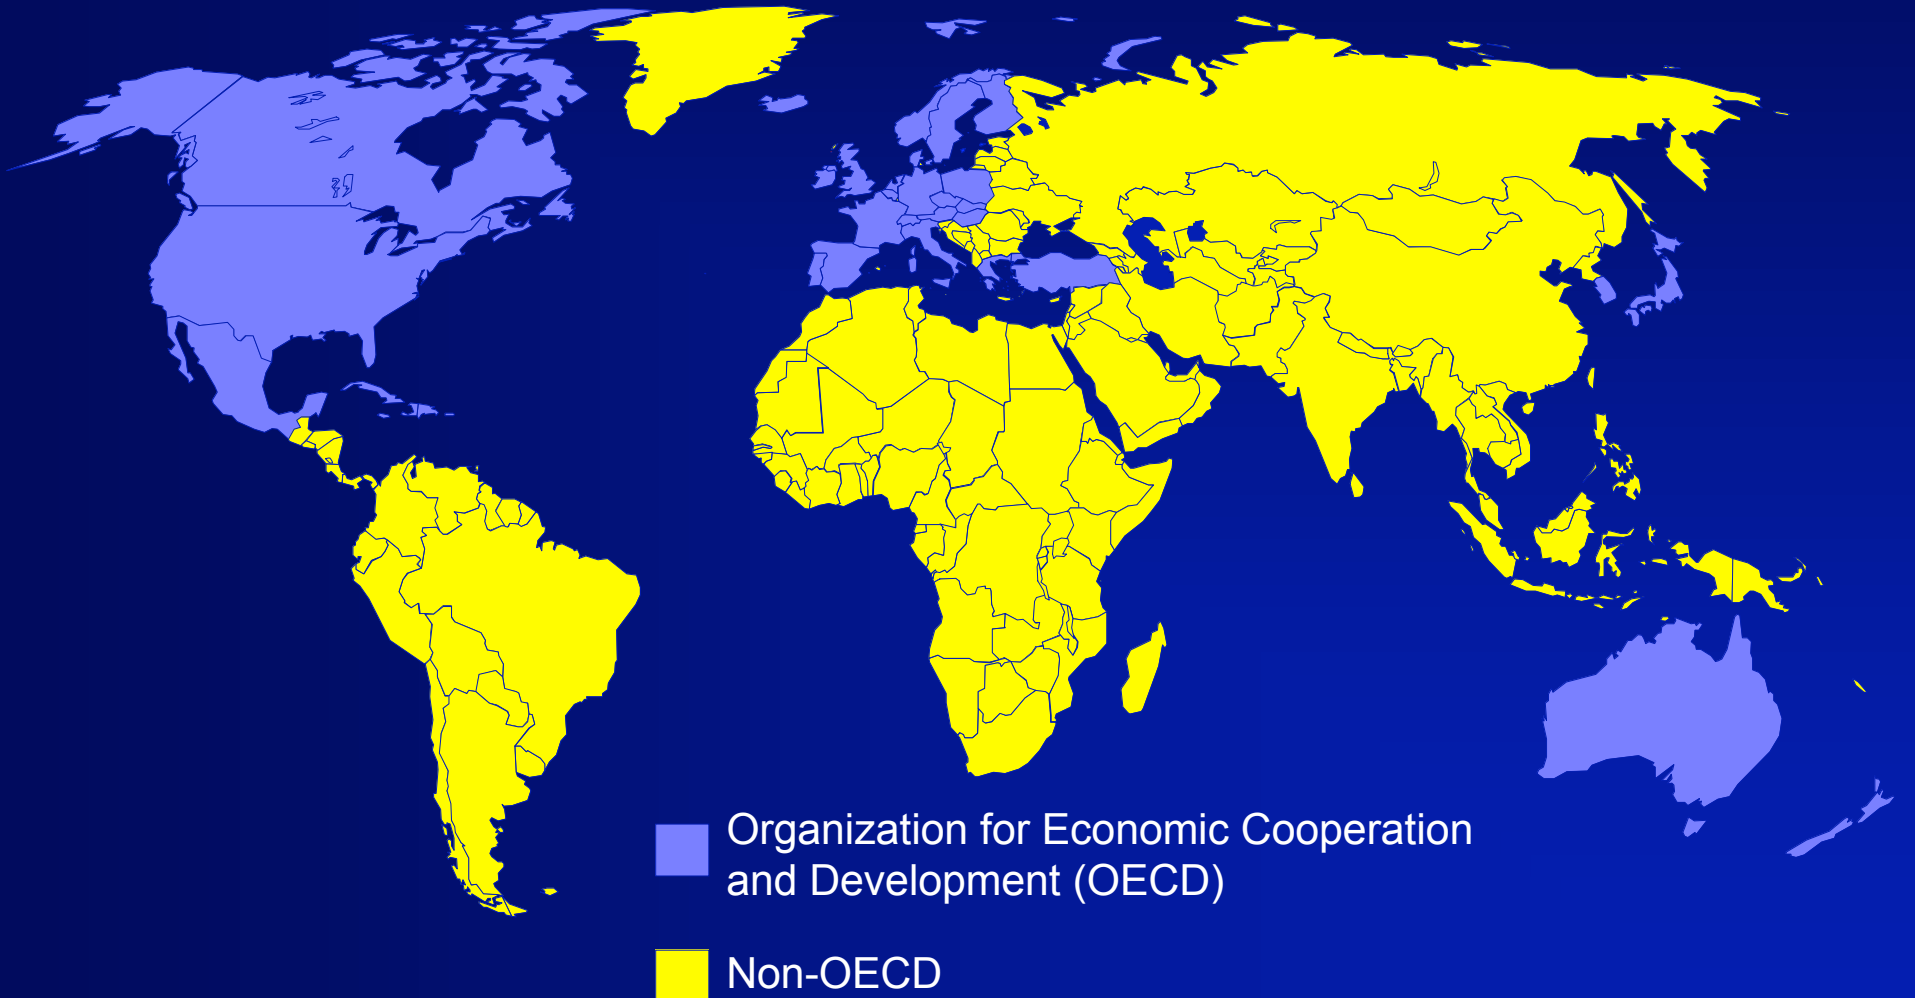 Organization for Economic Cooperation
and Development (OECD)
Non-OECD